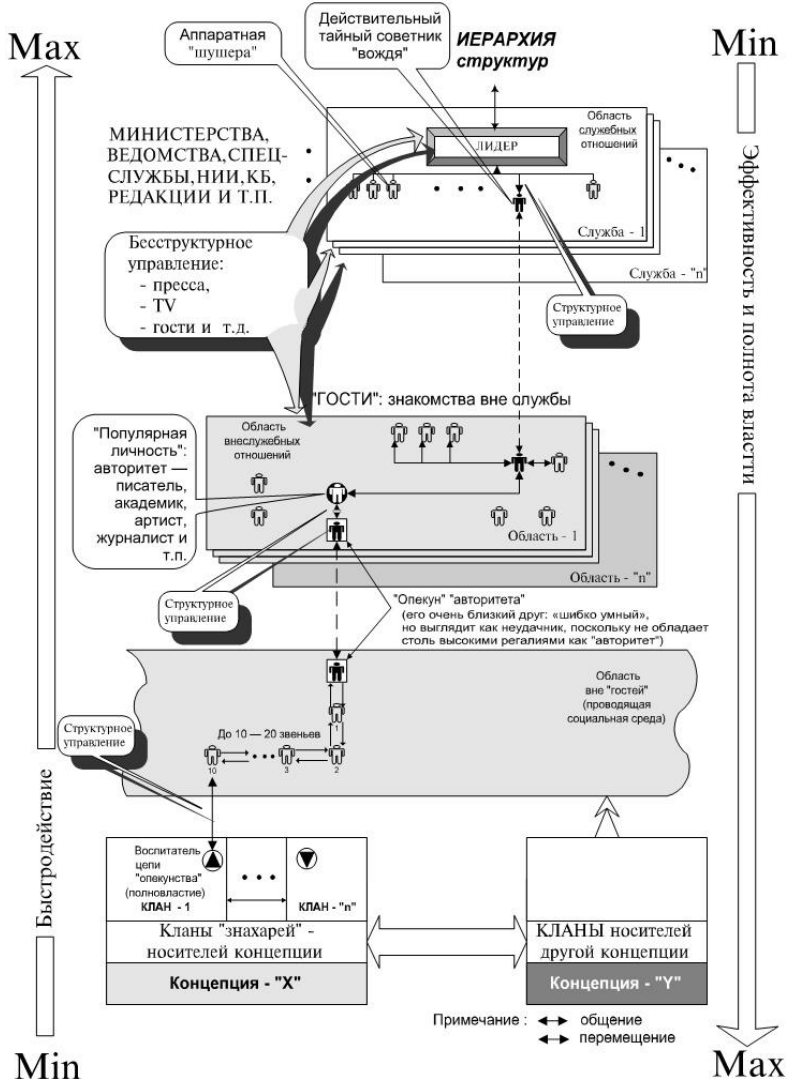 Max
Аппаратная
"шушера"
Действительный
тайный советник
"вождя"
ИЕРАРХИЯ
структур
Min
МИНИСТЕРСТВА,
ВЕДОМСТВА,СПЕЦ-
СЛУЖБЫ,НИИ,КБ,
РЕДАКЦИИ И Т.П.
Область
служебных
отношений
ЛИДЕР
Служба - 1
Служба - "n"
Бесструктурное
управление:
- пресса,
- TV
- гости и т.д.
Структурное
управление
Эффективность и полнота властти
"ГОСТИ": знакомства вне службы
"Популярная
личность":
авторитет —
писатель,
академик,
артист,
журналист и
т.п.
Область
внеслужебных
отношений
Область - 1
Область - "n"
Структурное
управление
"Опекун" "авторитета"
(его очень близкий друг: «шибко умный»,
но выглядит как неудачник, поскольку не обладает
столь высокими регалиями как "авторитет")
Область
вне "гостей"
(проводящая
социальная среда)
Структурное
управление
До 10 — 20 звеньев
1
10
3
2
Быстродействие
Воспитатель
цепи
"опекунства"
(полновластие)
КЛАН - 1
КЛАН - "n"
Кланы "знахарей" -
носителей концепции
Концепция - "X"
КЛАНЫ носителей
другой концепции
Концепция - "Y"
Примечание : общение
перемещение
Min
Max